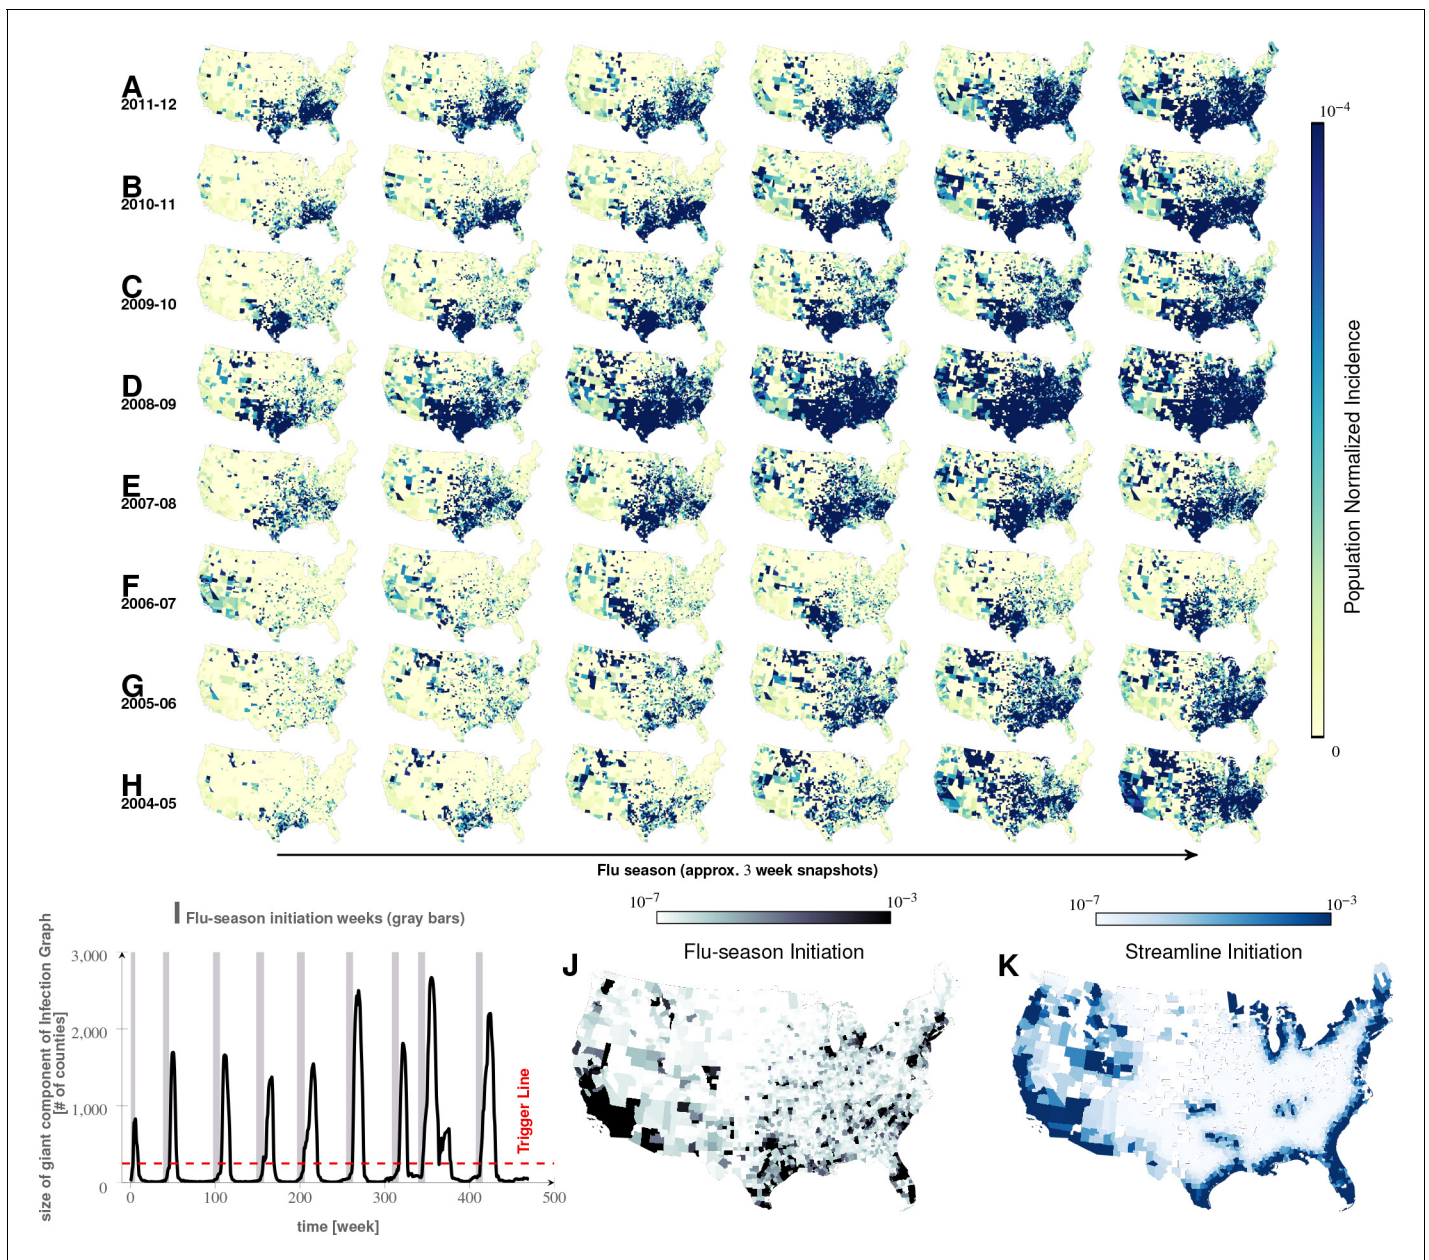 A
2011-12
B
2010-11
C
2009-10
D
2008-09
E
2007-08
F
2006-07
G
2005-06
H
2004-05
10−4
Population Normalized Incidence
0
Flu season (approx. 3 week snapshots)
Flu-season initiation weeks (gray bars)
size of giant component of Infection Graph
[# of counties]
3,000
2,000
1,000
0
Trigger Line
0 100 200 300 400 500
time [week]
10−7 10−3
Flu-season Initiation
J
10−7 10−3
Streamline Initiation
K